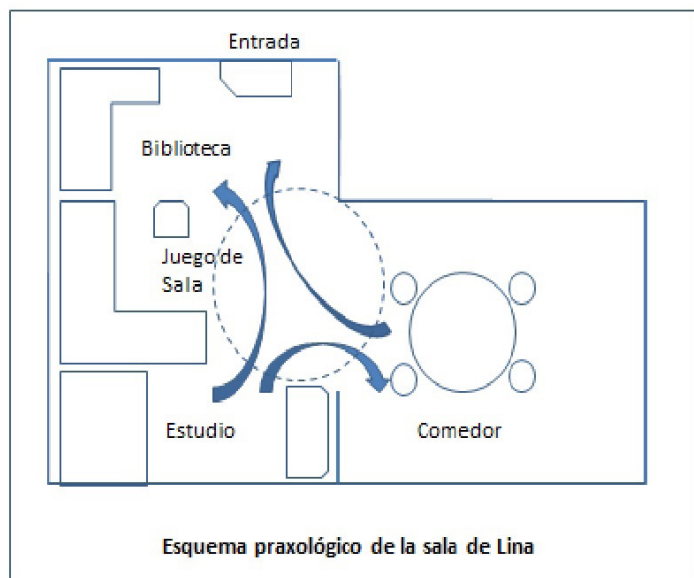 Entrada
Biblioteca
Juego de
Sala
Estudio
Comedor
Esquema praxológico de la sala de Lina